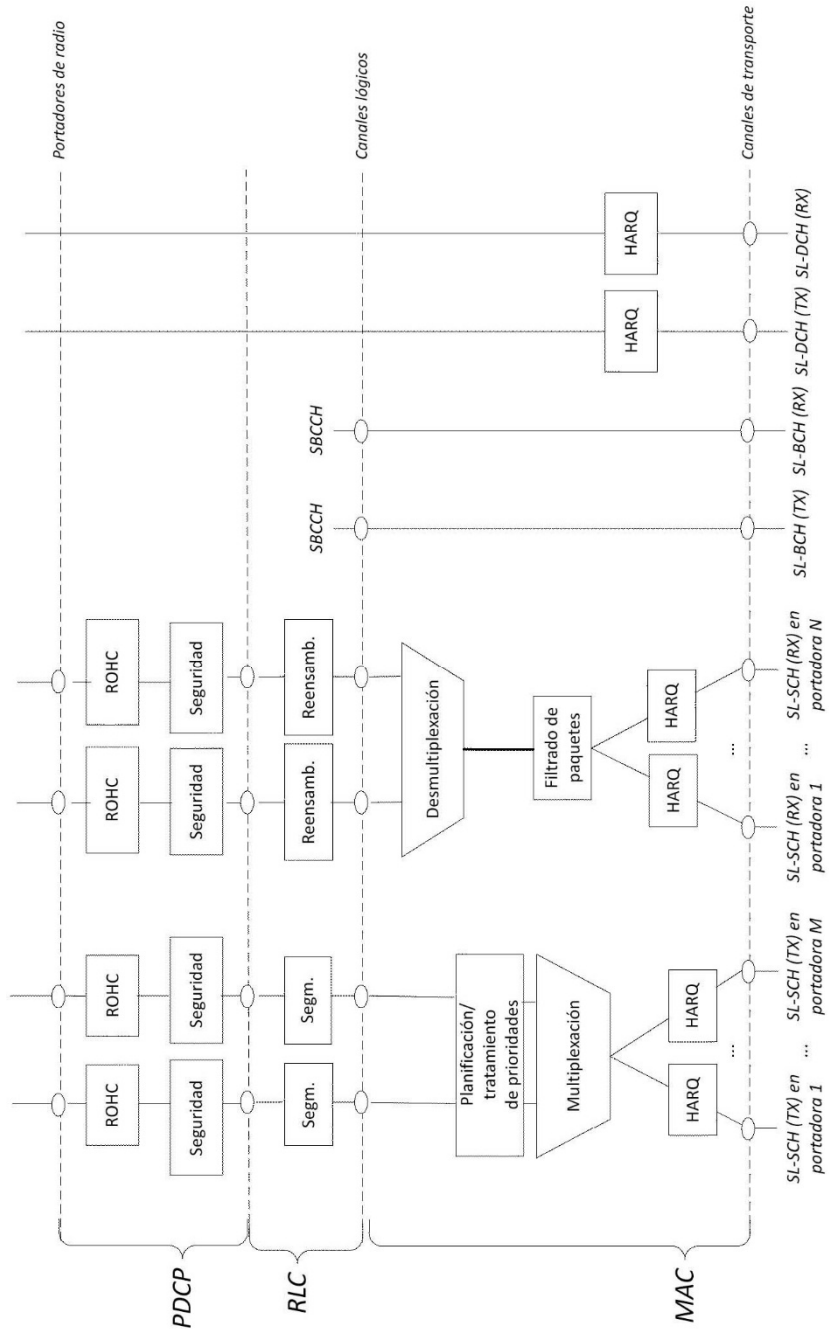 Portadores de radio
PDCP
ROHC
ROHC
ROHC
ROHC
Seguridad
Seguridad
Seguridad
Seguridad
RLC
Segm.
Segm.
Reensamb.
Reensamb.
SBCCH
SBCCH
Canales lógicos
MAC
Planificación/
tratamiento
de prioridades
Multiplexación
Desmultiplexación
Filtrado de
paquetes
HARQ
...
HARQ
HARQ
...
HARQ
HARQ
HARQ
Canales de transporte
SL-SCH (TX) en
portadora 1
...
SL-SCH (TX) en
portadora M
SL-SCH (RX) en
portadora 1
...
SL-SCH (RX) en
portadora N
SL-BCH (TX)
SL-BCH (RX)
SL-DCH (TX)
SL-DCH (RX)